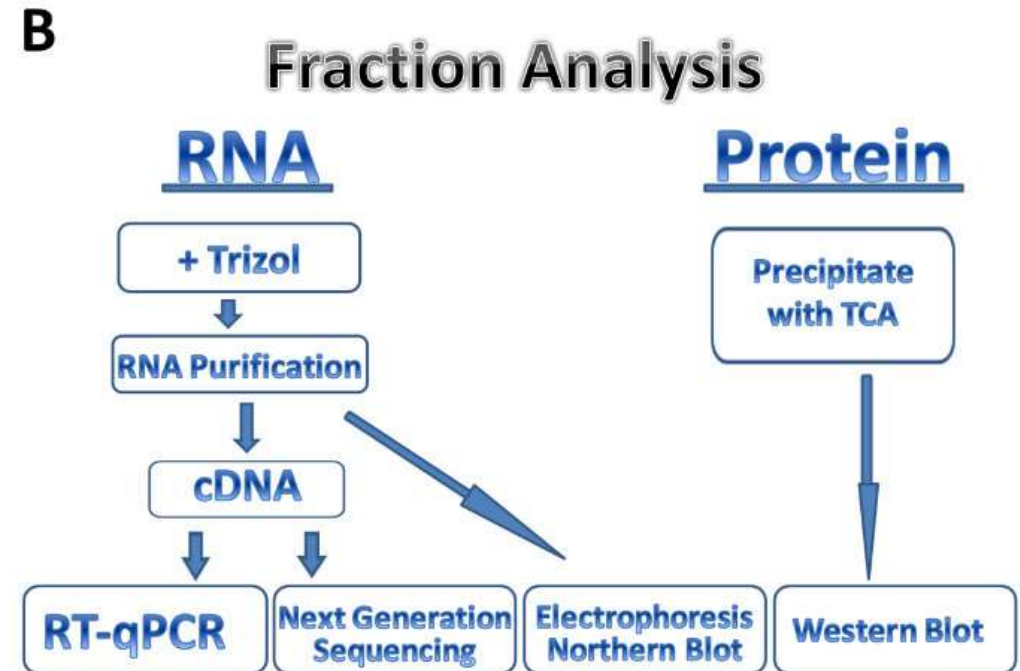 B
Fraction Analysis
RNA
Protein
+ Trizol
Precipitate
with TCA
RNA Purification
cDNA
RT-qPCR
Next Generation
Sequencing
Electrophoresis
Northern Blot
Western Blot